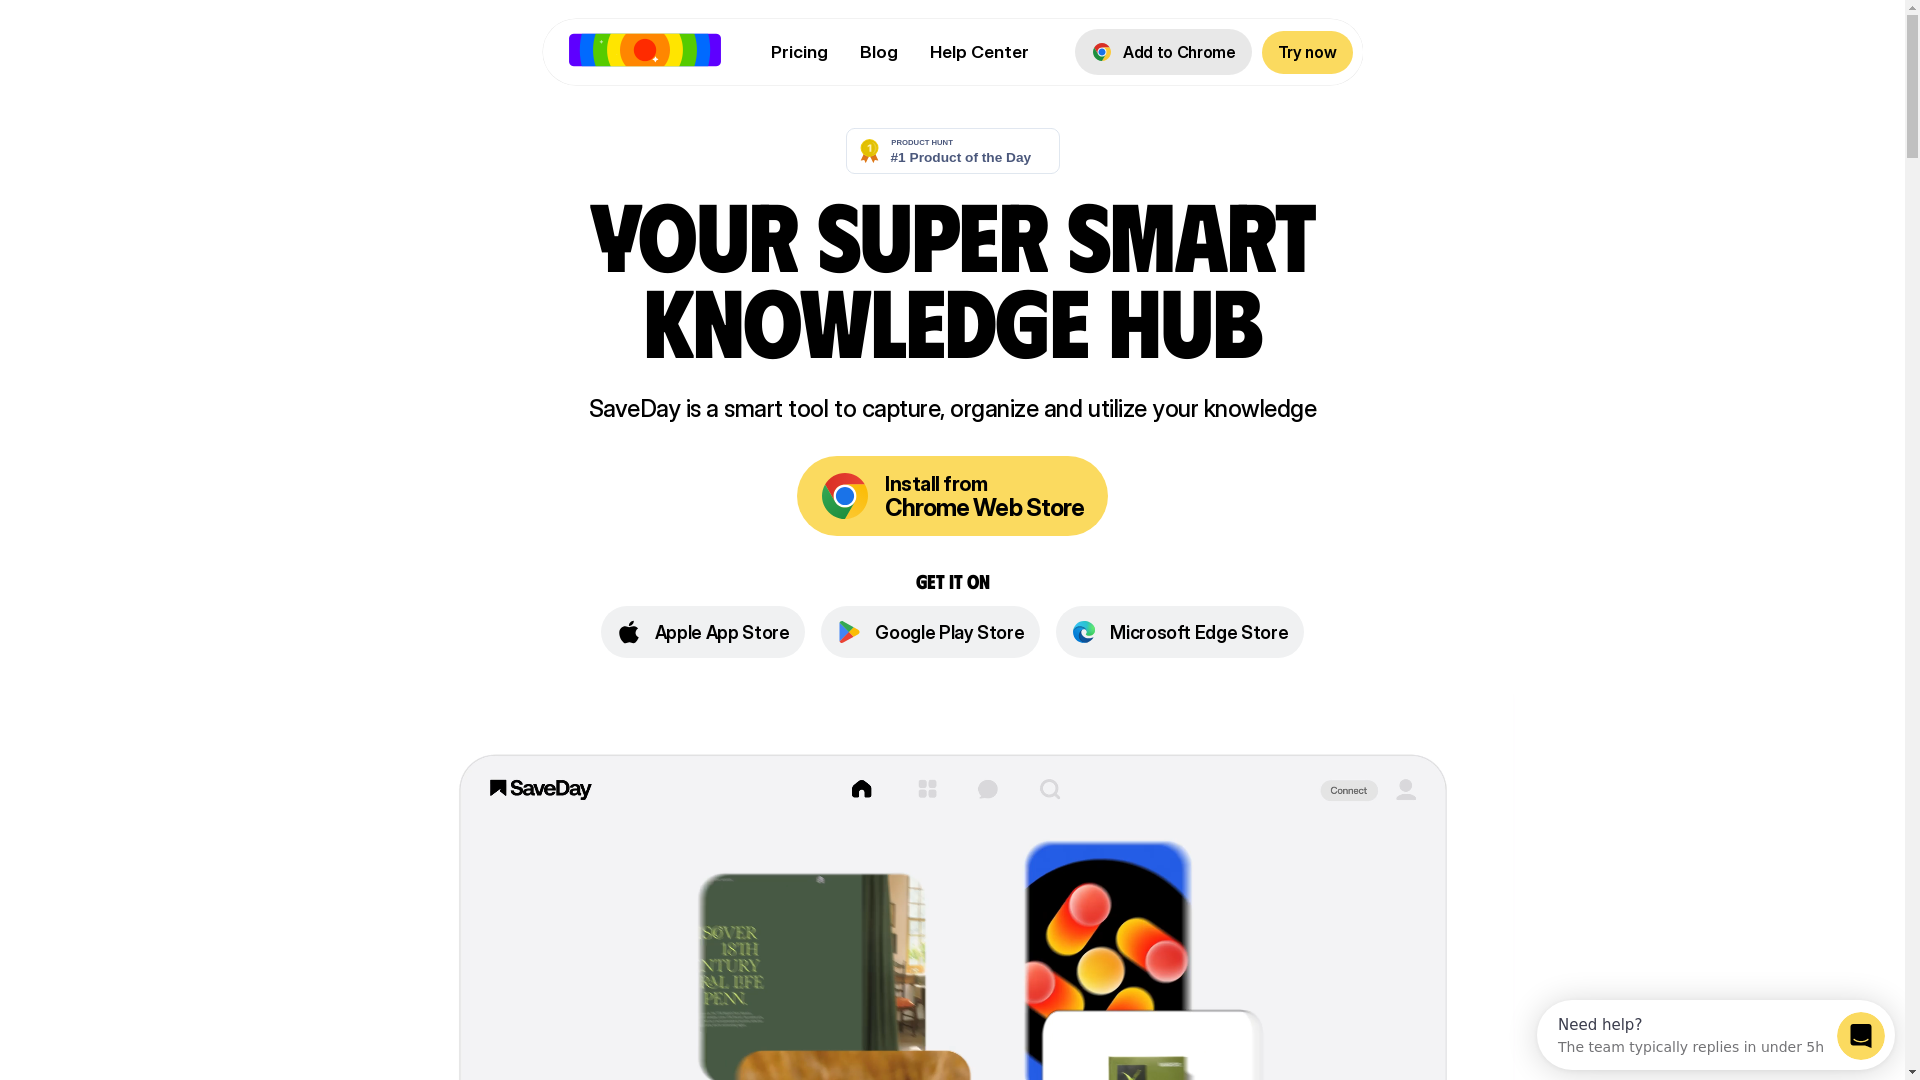 Pricing
Blog
Help Center
Add to Chrome
Try now
1
PRODUCT HUNT
#1 Product of the Day
YOUR SUPER SMART
KNOWLEDGE HUB
SaveDay is a smart tool to capture, organize and utilize your knowledge
Install from
Chrome Web Store
GET IT ON
Apple App Store
Google Play Store
Microsoft Edge Store
SaveDay
Connect
SOVER
18TH
NTURY
LIFE
PENN.
Need help?
The team typically replies in under 5h